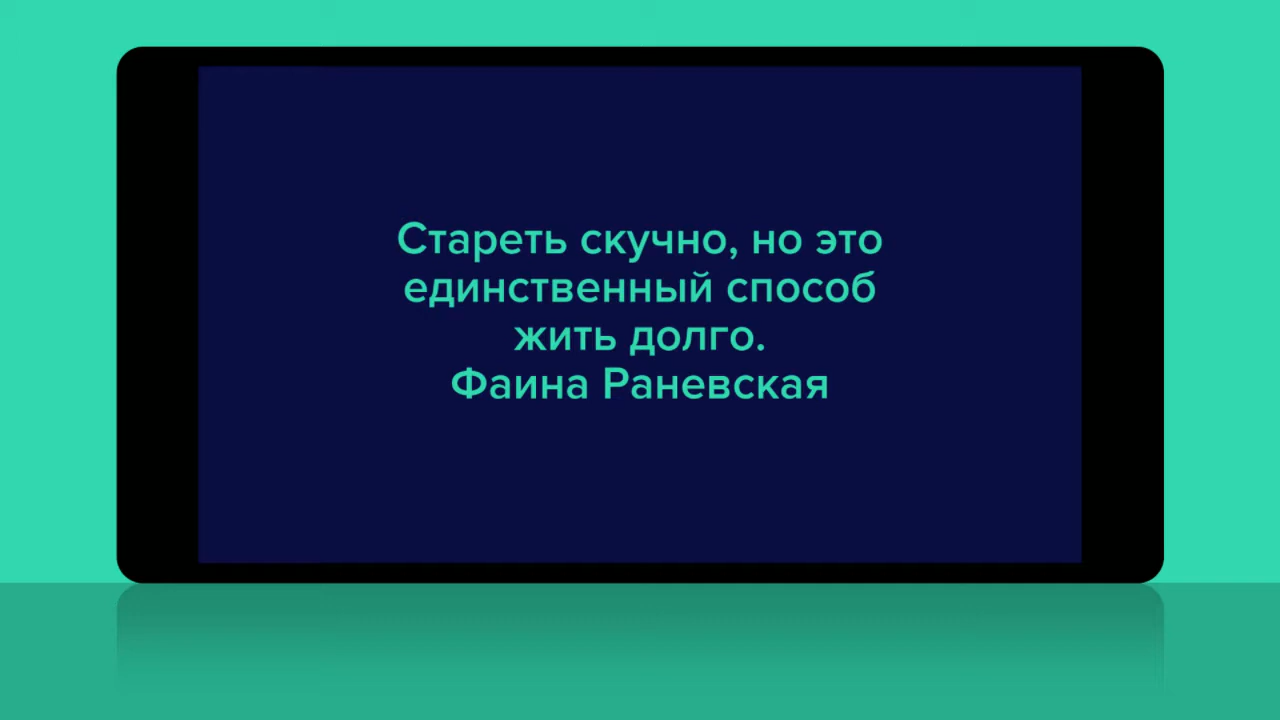 Стареть скучно, но это
единственный способ
жить долго.
Фаина Раневская